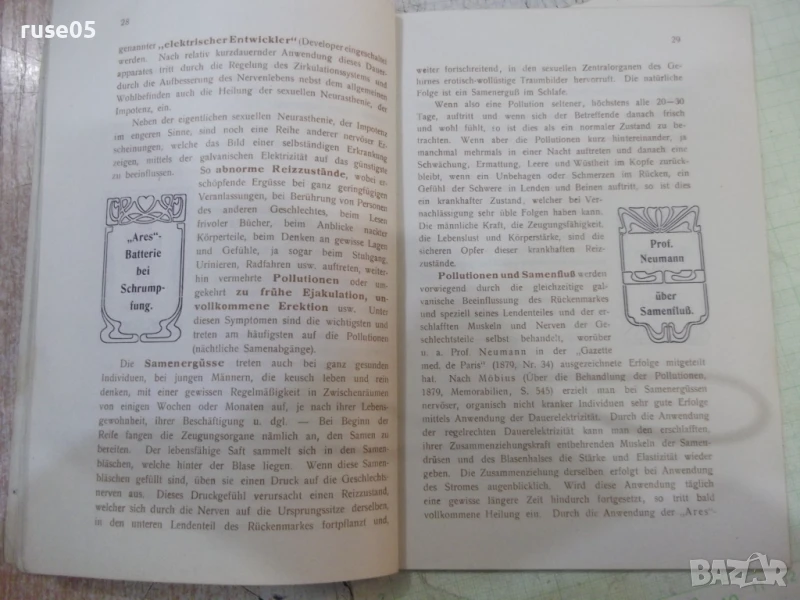 ruse05
28
genannter „elektrischer Entwickler" (Developer eingeschaltet
werden. Nach relativ kurzdauernder Anwendung dieses Dauer-
apparates tritt durch die Regelung des Zirkulationssystems und
durch die Aufbesserung des Nervenlebens nebst dem allgemeinen
Wohlbefinden auch die Heilung der sexuellen Neurasthenie, der
Impotenz, ein.
Neben der eigentlichen sexuellen Neurasthenie, der Impotenz
im engeren Sinne, sind noch eine Reihe anderer nervöser Er-
scheinungen, welche das Bild einer selbständigen Erkrankung
zeigen, mittels der galvanischen Elektrizität auf das günstigste
zu beeinflussen.
So abnorme Reizzustände, wobei
schöpfende Ergüsse bei ganz geringfügigen
Veranlassungen, bei Berührung von Personen
des anderen Geschlechtes, beim Lesen
frivoler Bücher, beim Anblicke nackter
Körperteile, beim Denken an gewisse Lagen
und Gefühle, ja sogar beim Stuhlgang,
Urinieren, Radfahren usw. auftreten, weiter-
hin vermehrte Pollutionen oder um-
gekehrt zu frühe Ejakulation, un-
vollkommene Erektion usw. Unter
diesen Symptomen sind die wichtigsten und
treten am häufigsten auf die Pollutionen
(nächtliche Samenabgänge).
„Ares"-
Batterie
bei
Schrump-
fung.
Die Samenergüsse treten auch bei ganz gesunden
Individuen, bei jungen Männern, die keusch leben und rein
denken, mit einer gewissen Regelmäßigkeit in Zwischenräumen
von einigen Wochen oder Monaten auf, je nach ihrer Lebens-
gewohnheit, ihrer Beschäftigung u. dgl. — Bei Beginn der
Reife fangen die Zeugungsorgane nämlich an, den Samen zu
bereiten. Der lebensfähige Saft sammelt sich in den Samen-
bläschen, welche hinter der Blase liegen. Wenn diese Samen-
bläschen gefüllt sind, üben sie einen Druck auf die Geschlechts-
nerven aus. Dieses Druckgefühl verursacht einen Reizzustand,
welcher sich durch die Nerven auf die Ursprungssitze derselben,
in den unteren Lendenteil des Rückenmarkes fortpflanzt und,
29
weiter fortschreitend, in den sexuellen Zentralorganen des Ge-
hirnes erotisch-wollüstige Traumbilder hervorruft. Die natürliche
Folge ist ein Samenerguß im Schlafe.
Wenn also eine Pollution seltener, höchstens alle 20—30
Tage, auftritt und wenn sich der Betreffende danach frisch
und wohl fühlt, so ist dies als ein normaler Zustand zu be-
trachten. Wenn aber die Pollutionen kurz hintereinander, ja
manchmal mehrmals in einer Nacht auftreten und danach eine
Schwächung, Ermattung, Leere und Wüstheit im Kopfe zurück-
bleibt, wenn ein Unbehagen oder Schmerzen im Rücken, ein
Gefühl der Schwere in Lenden und Beinen auftritt, so ist dies
ein krankhafter Zustand, welcher bei Ver-
nachlässigung sehr üble Folgen haben kann.
Die männliche Kraft, die Zeugungsfähigkeit,
die Lebenslust und Körperstärke, sind die
sicheren Opfer dieser krankhaften Reiz-
zustände.
Pollutionen und Samenfluß werden
vorwiegend durch die gleichzeitige gal-
vanische Beeinflussung des Rückenmarkes
und speziell seines Lendenteiles und der
erschlafften Muskeln und Nerven der Ge-
schlechtsteile selbst behandelt, worüber
u. a. Prof. Neumann in der „Gazette
Prof.
Neumann
über
Samenfluß.
med. de Paris" (1879, Nr. 34) ausgezeichnete Erfolge mitgeteilt
hat. Nach Möbius (Über die Behandlung der Pollutionen,
1879, Memorabilien, S. 545) erzielt man bei Samenergüssen
nervöser, organisch nicht kranker Individuen sehr gute Erfolge
mittels Anwendung der Dauerelektrizität. Durch die Anwendung
der regelrechten Dauerelektrizität kann man den erschlafften,
ihrer Zusammenziehungskraft entbehrenden Muskeln der Samen-
drüsen und des Blasenhalses die Stärke und Elastizität wieder
geben. Die Zusammenziehung derselben erfolgt bei Anwendung
des Stromes augenblicklich. Wird diese Anwendung täglich
eine gewisse längere Zeit hindurch fortgesetzt, so tritt bald
vollkommene Heilung ein. Durch die Anwendung der „Ares"-
BAZAR
.bg